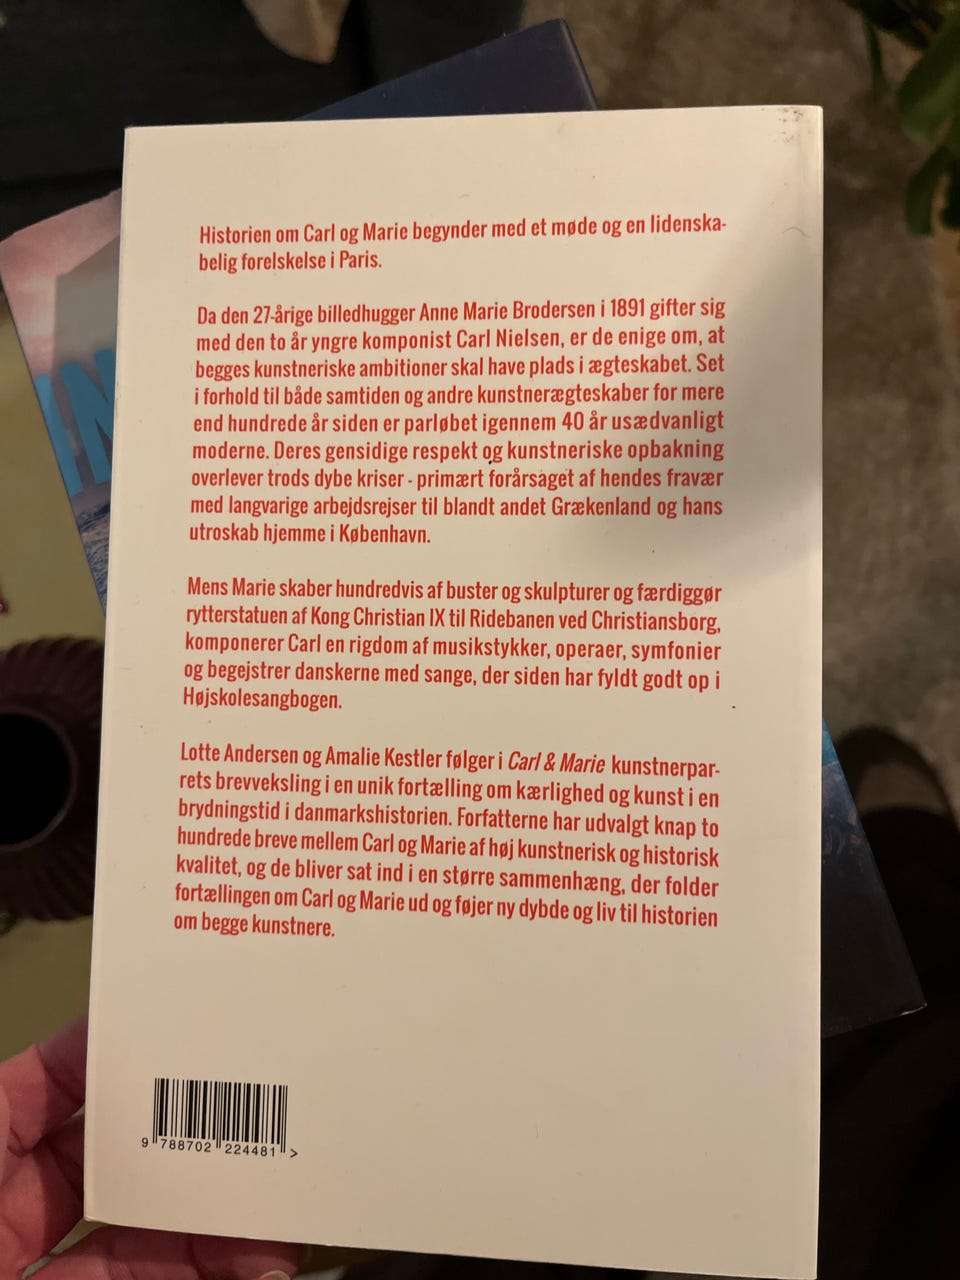 Historien om Carl og Marie begynder med et møde og en lidenska-
belig forelskelse i Paris.
Da den 27-årige billedhugger Anne Marie Brodersen i 1891 gifter sig
med den to år yngre komponist Carl Nielsen, er de enige om, at
begges kunstneriske ambitioner skal have plads i ægteskabet. Set
i forhold til både samtiden og andre kunstnerægteskaber for mere
end hundrede år siden er parløbet igennem 40 år usædvanligt
moderne. Deres gensidige respekt og kunstneriske opbakning
overlever trods dybe kriser - primært forårsaget af hendes fravær
med langvarige arbejdsrejser til blandt andet Grækenland og hans
utroskab hjemme i København.
Mens Marie skaber hundredvis af buster og skulpturer og færdiggør
rytterstatuen af Kong Christian IX til Ridebanen ved Christiansborg,
komponerer Carl en rigdom af musikstykker, operaer, symfonier
og begejstrer danskerne med sange, der siden har fyldt godt op i
Højskolesangbogen.
Lotte Andersen og Amalie Kestler følger i Carl & Marie kunstnerpar-
rets brevveksling i en unik fortælling om kærlighed og kunst i en
brydningstid i danmarkshistorien. Forfatterne har udvalgt knap to
hundrede breve mellem Carl og Marie af høj kunstnerisk og historisk
kvalitet, og de bliver sat ind i en større sammenhæng, der folder
fortællingen om Carl og Marie ud og føjer ny dybde og liv til historien
om begge kunstnere.
9 788702 224481 >